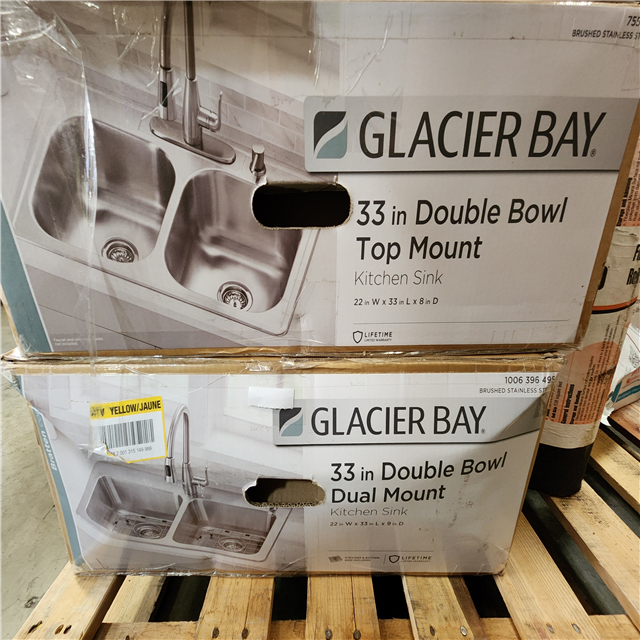 BRUSHED STAINLESS
GLACIER BAY®
33 in Double Bowl
Top Mount
Kitchen Sink
22 in W x 33 in L x 8 in D
LIFETIME
LIMITED WARRANTY
1006 396 495
BRUSHED STAINLESS
YELLOW/JAUNE
GLACIER BAY®
33 in Double Bowl
Dual Mount
Kitchen Sink
22 in W x 33 in L x 9 in D
LIFETIME